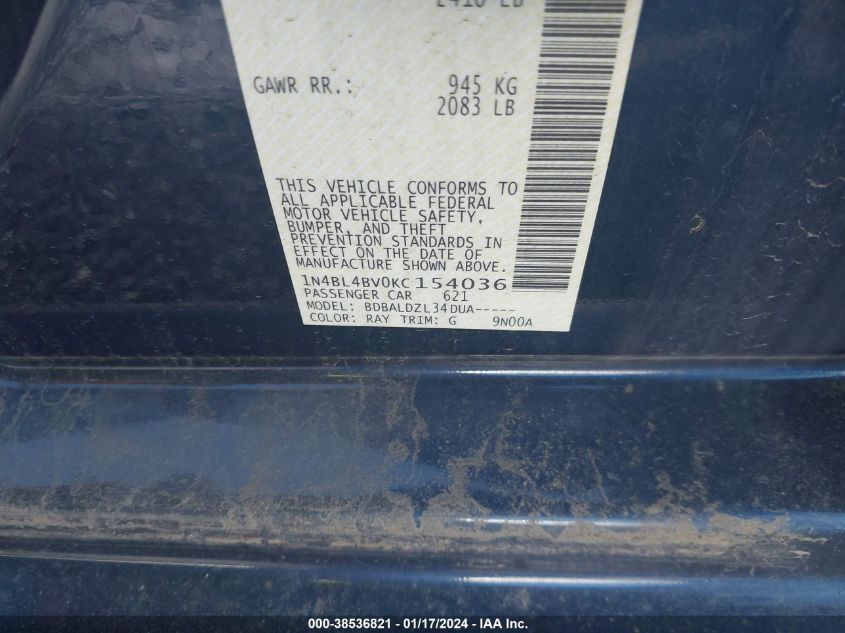 2410 LB
GAWR RR.: 945 KG
2083 LB
THIS VEHICLE CONFORMS TO
ALL APPLICABLE FEDERAL
MOTOR VEHICLE SAFETY,
BUMPER, AND THEFT
PREVENTION STANDARDS IN
EFFECT ON THE DATE OF
MANUFACTURE SHOWN ABOVE.
1N4BL4BV0KC154036
PASSENGER CAR 621
MODEL: BDBALDZL34DUA-----
COLOR: RAY TRIM: G 9N00A
000-38536821 / 01/17/2024 - IAA Inc.